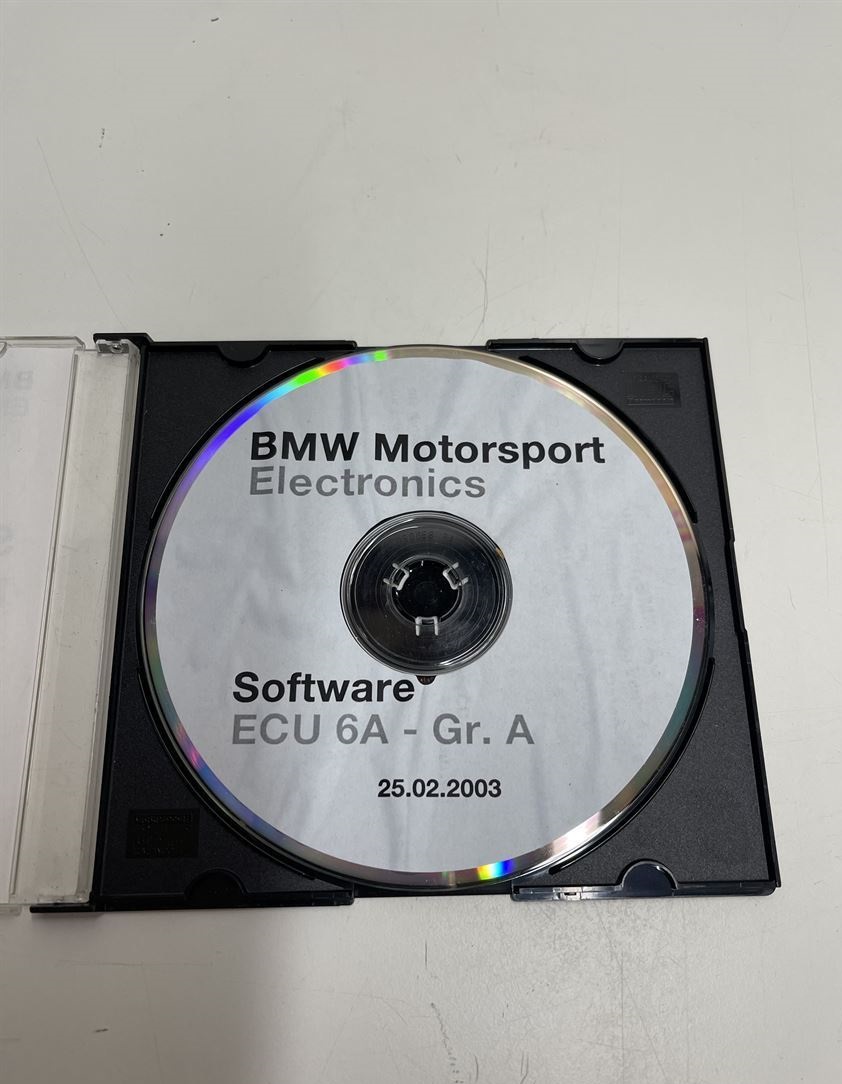 BMW Motorsport
Electronics
Software
ECU 6A - Gr. A
25.02.2003